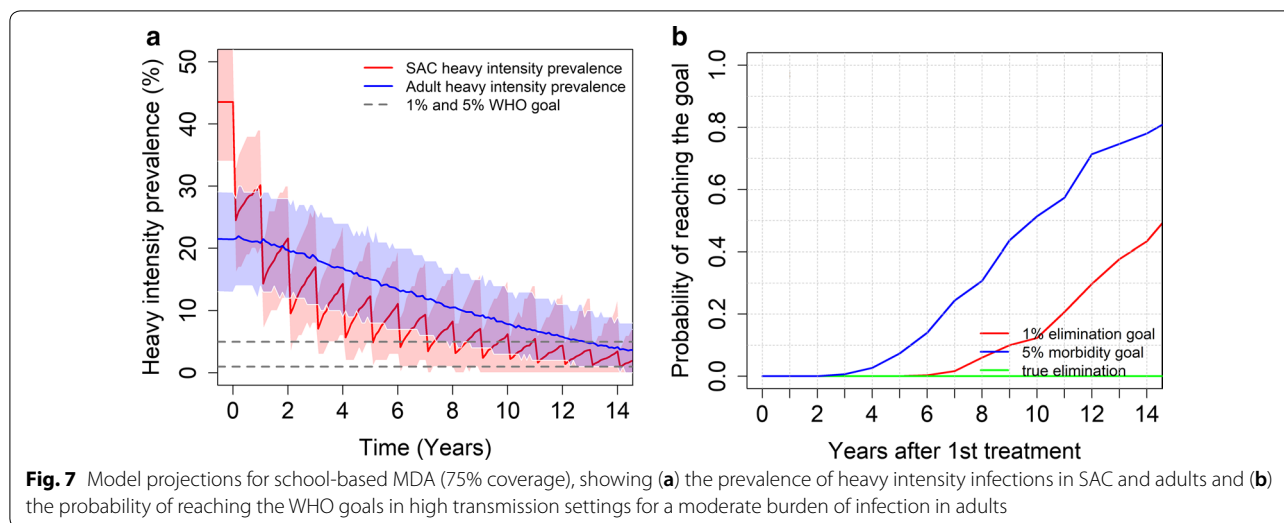 a
Heavy intensity prevalence (%)
50
40
30
20
10
0
SAC heavy intensity prevalence
Adult heavy intensity prevalence
1% and 5% WHO goal
0 2 4 6 8 10 12 14
Time (Years)
b
Probability of reaching the goal
1.0
0.8
0.6
0.4
0.2
0.0
1% elimination goal
5% morbidity goal
true elimination
0 2 4 6 8 10 12 14
Years after 1st treatment
Fig. 7 Model projections for school-based MDA (75% coverage), showing (a) the prevalence of heavy intensity infections in SAC and adults and (b)
the probability of reaching the WHO goals in high transmission settings for a moderate burden of infection in adults